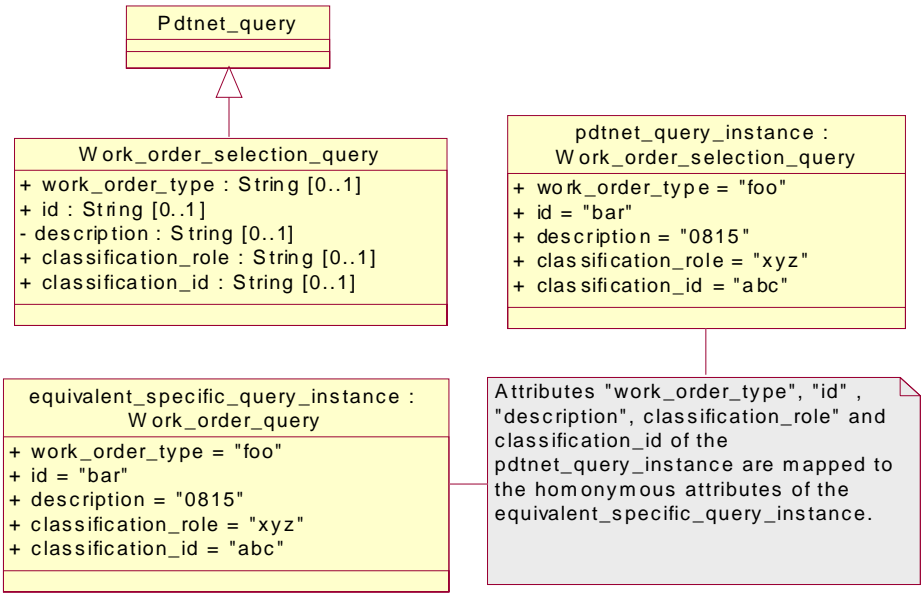 Pdtnet_query
Work_order_selection_query
+ work_order_type : String [0..1]
+ id : String [0..1]
- description : String [0..1]
+ classification_role : String [0..1]
+ classification_id : String [0..1]
pdtnet_query_instance :
Work_order_selection_query
+ work_order_type = "foo"
+ id = "bar"
+ description = "0815"
+ classification_role = "xyz"
+ classification_id = "abc"
equivalent_specific_query_instance :
Work_order_query
+ work_order_type = "foo"
+ id = "bar"
+ description = "0815"
+ classification_role = "xyz"
+ classification_id = "abc"
Attributes "work_order_type", "id" ,
"description", classification_role" and
classification_id of the
pdtnet_query_instance are mapped to
the homonymous attributes of the
equivalent_specific_query_instance.